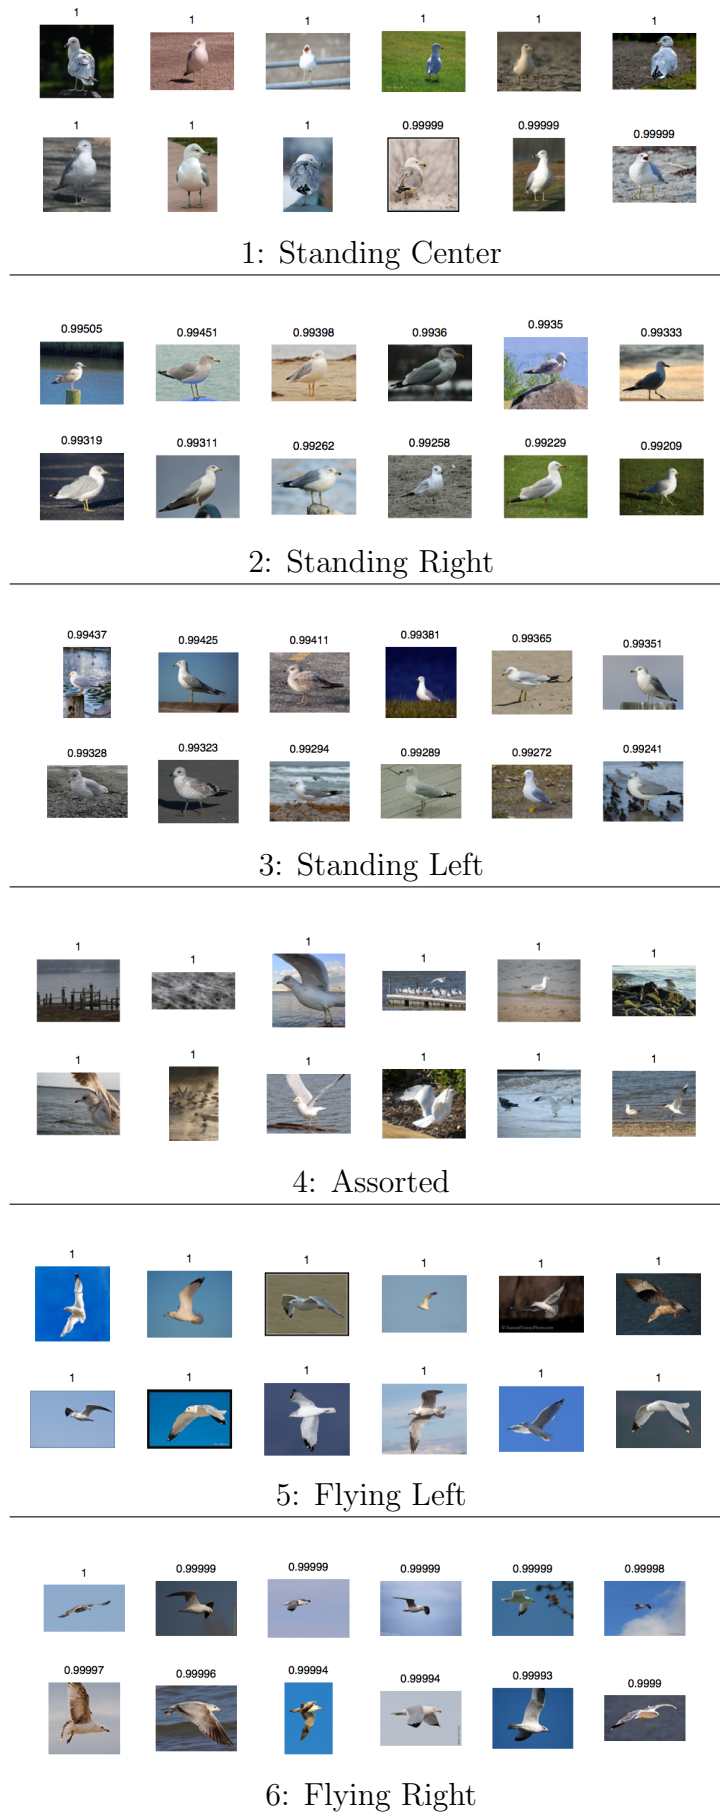 1 1 1 1 1 1
1 1 1 0.99999 0.99999 0.99999
1: Standing Center
0.99505 0.99451 0.99398 0.9936 0.9935 0.99333
0.99319 0.99311 0.99262 0.99258 0.99229 0.99209
2: Standing Right
0.99437 0.99425 0.99411 0.99381 0.99365 0.99351
0.99328 0.99323 0.99294 0.99289 0.99272 0.99241
3: Standing Left
1 1 1 1 1 1
1 1 1 1 1 1
4: Assorted
1 1 1 1 1 1
1 1 1 1 1 1
5: Flying Left
1 0.99999 0.99999 0.99999 0.99999 0.99998
0.99997 0.99996 0.99994 0.99994 0.99993 0.9999
6: Flying Right